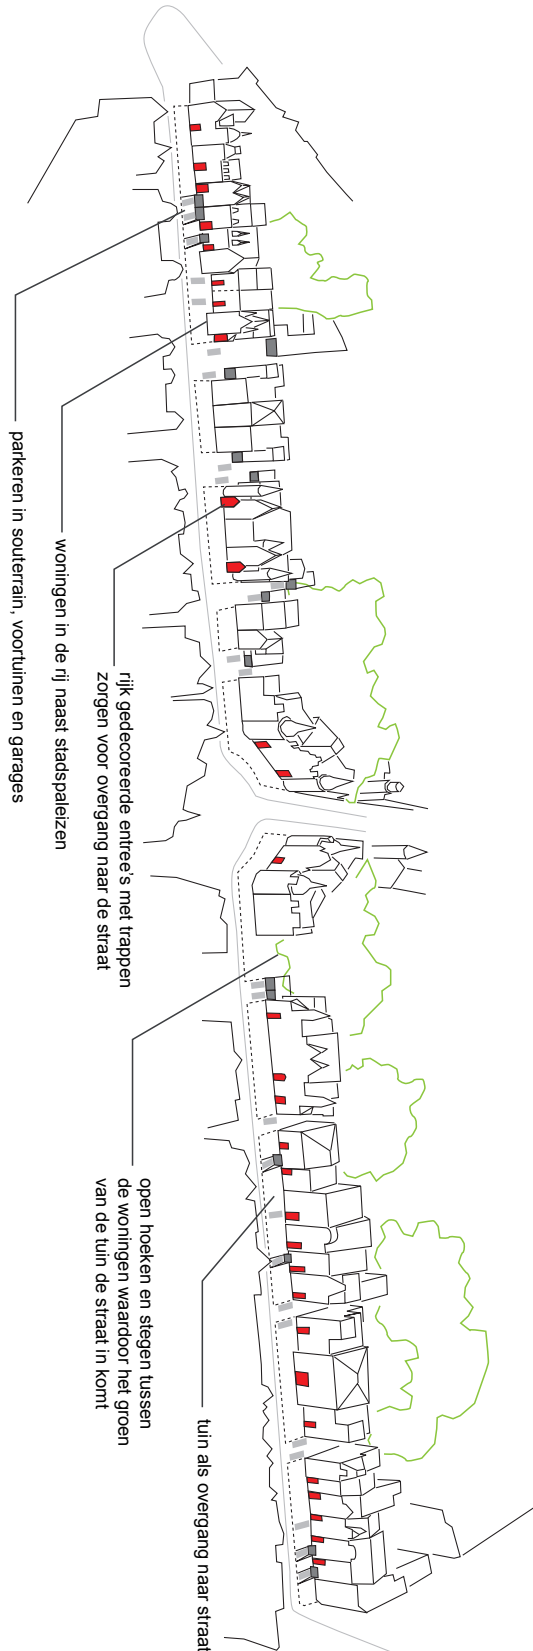 parkeren in souterrain, voortuinen en garages
woningen in de rij naast stadspaleizen
rijk gedecoreerde entree's met trappen
zorgen voor overgang naar de straat
open hoeken en stegen tussen
de woningen waardoor het groen
van de tuin de straat in komt
tuin als overgang naar straat